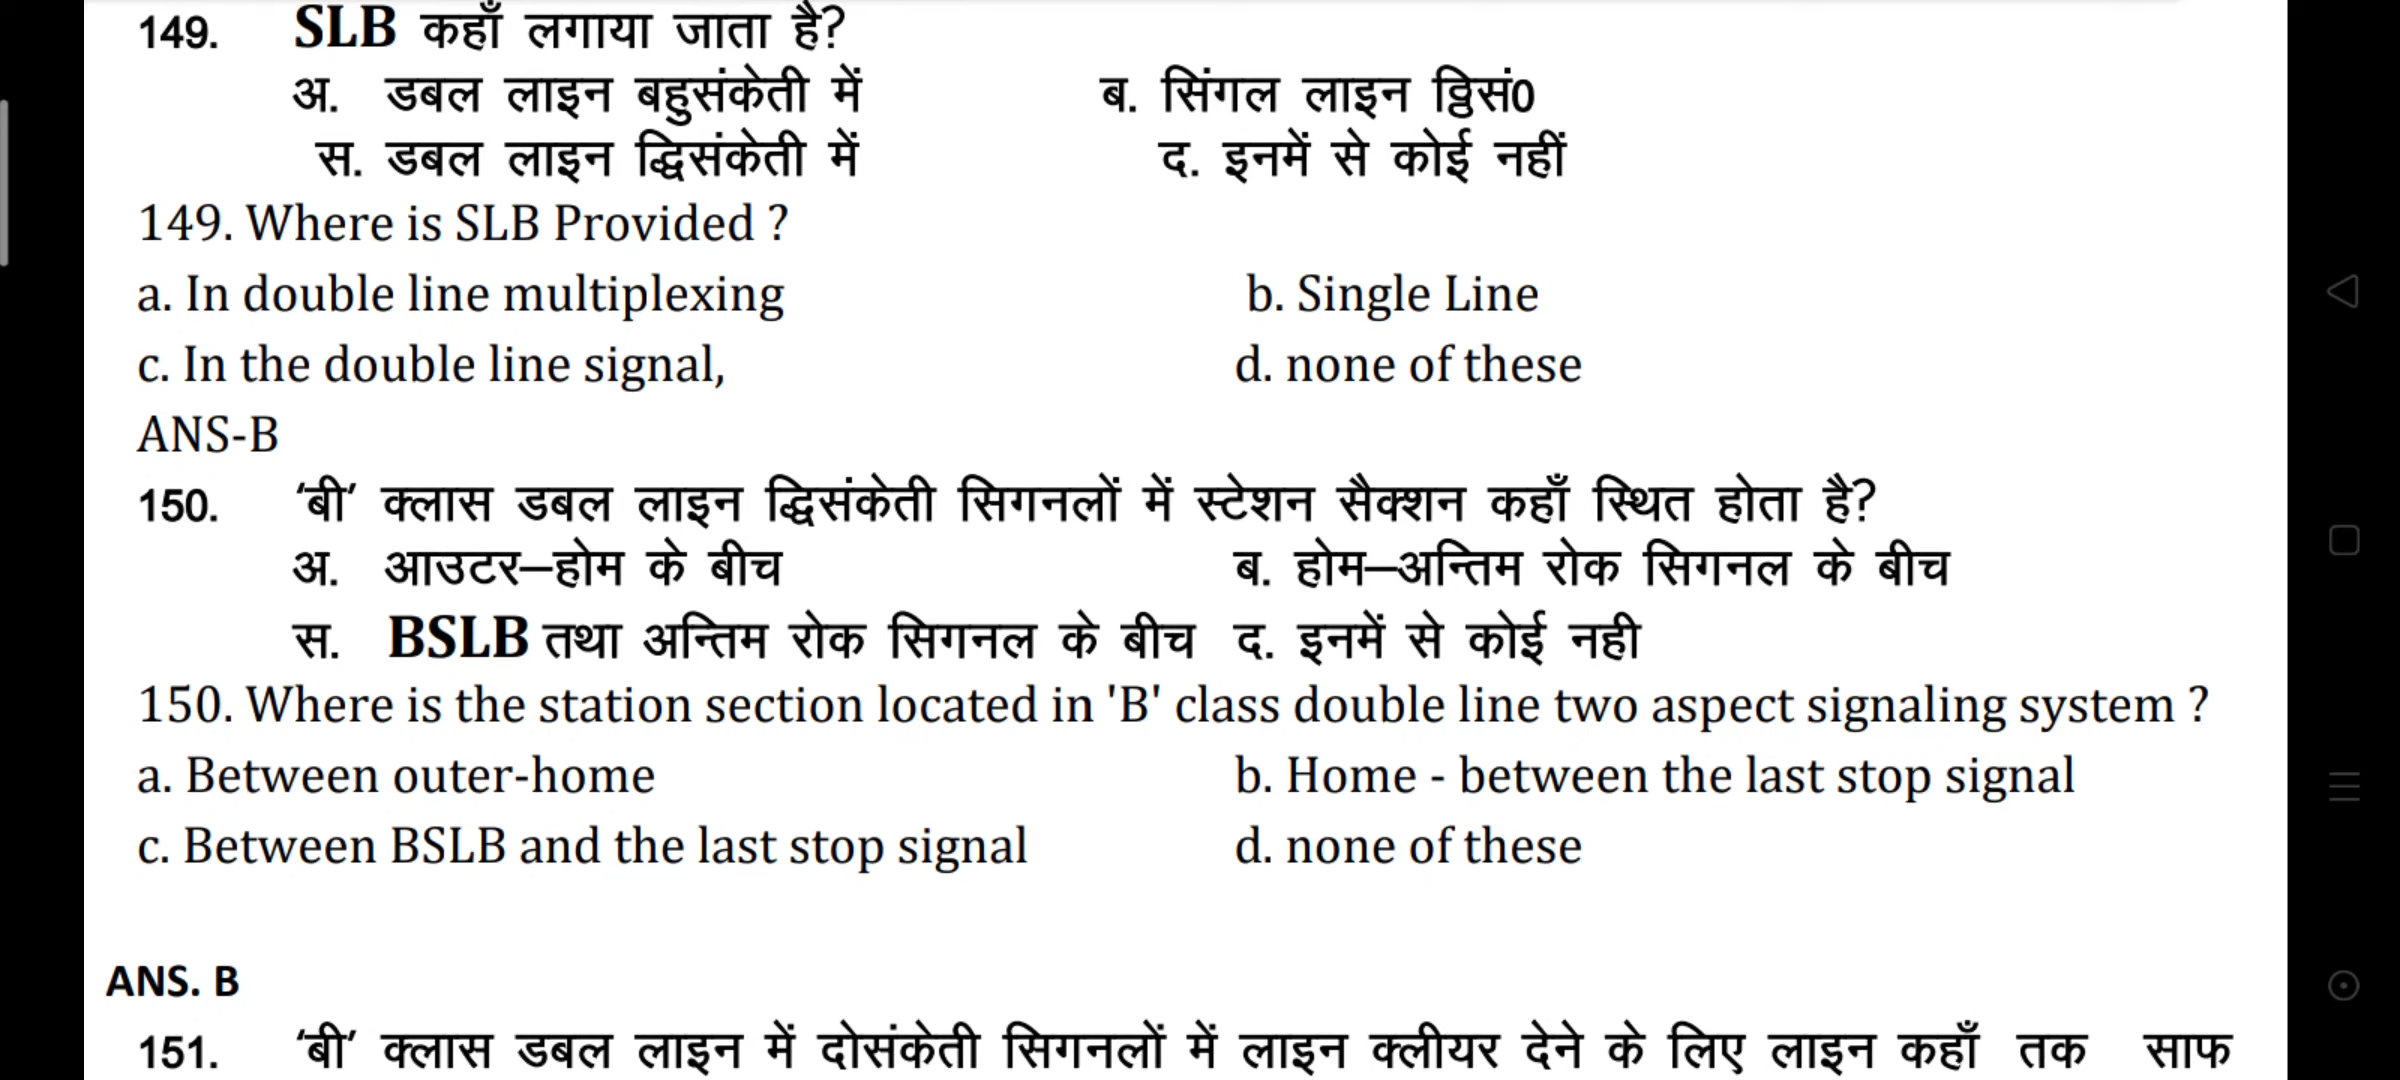 149. SLB कहाँ लगाया जाता है?
अ. डबल लाइन बहुसंकेती में ब. सिंगल लाइन द्विसं0
स. डबल लाइन द्विसंकेती में द. इनमें से कोई नहीं
149. Where is SLB Provided ?
a. In double line multiplexing b. Single Line
c. In the double line signal, d. none of these
ANS-B
150. ‘बी’ क्लास डबल लाइन द्विसंकेती सिगनलों में स्टेशन सैक्शन कहाँ स्थित होता है?
अ. आउटर–होम के बीच ब. होम–अन्तिम रोक सिगनल के बीच
स. BSLB तथा अन्तिम रोक सिगनल के बीच द. इनमें से कोई नही
150. Where is the station section located in 'B' class double line two aspect signaling system ?
a. Between outer-home b. Home - between the last stop signal
c. Between BSLB and the last stop signal d. none of these
ANS. B
151. ‘बी’ क्लास डबल लाइन में दोसंकेती सिगनलों में लाइन क्लीयर देने के लिए लाइन कहाँ तक साफ